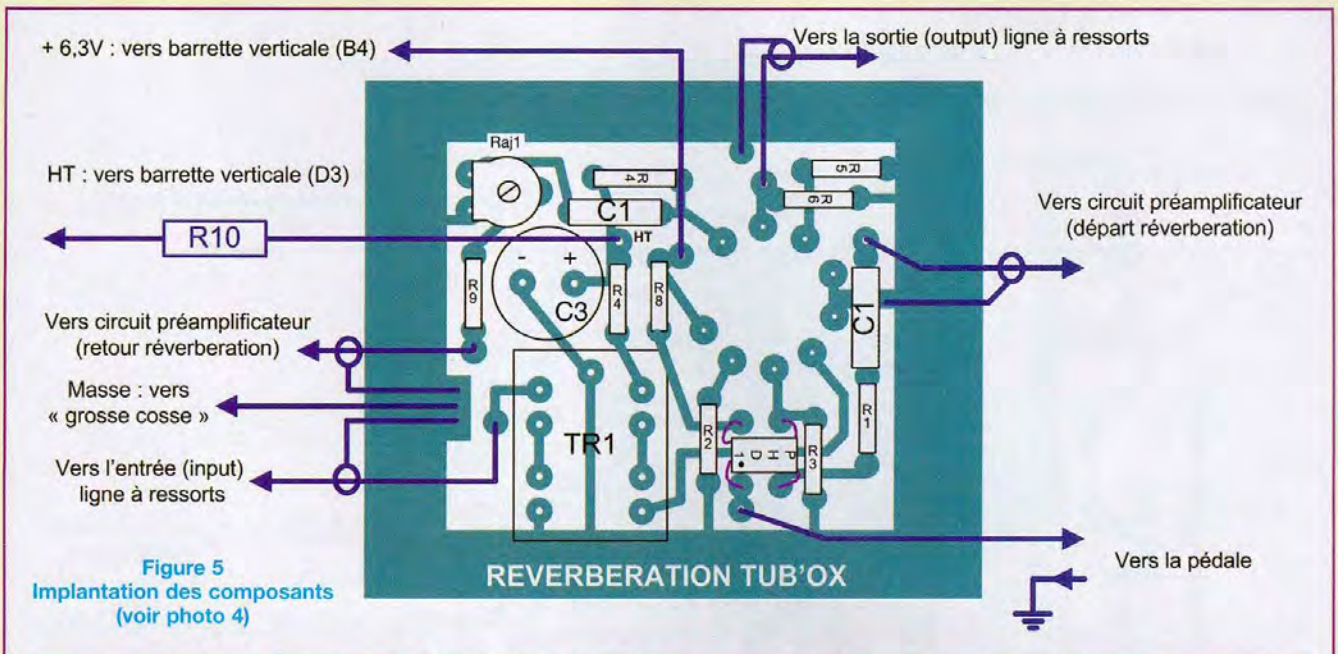 + 6,3V : vers barrette verticale (B4)
Vers la sortie (output) ligne à ressorts
Raj1
HT : vers barrette verticale (D3)
R4
R5
R6
C1
Vers circuit préamplificateur
(départ réverberation)
R10
HT
- +
R9
C3
R4
R8
C1
Vers circuit préamplificateur
(retour réverberation)
Masse : vers
« grosse cosse »
TR1
R2
D1
PH
R3
R1
Vers l'entrée (input)
ligne à ressorts
Vers la pédale
REVERBERATION TUB'OX
Figure 5
Implantation des composants
(voir photo 4)